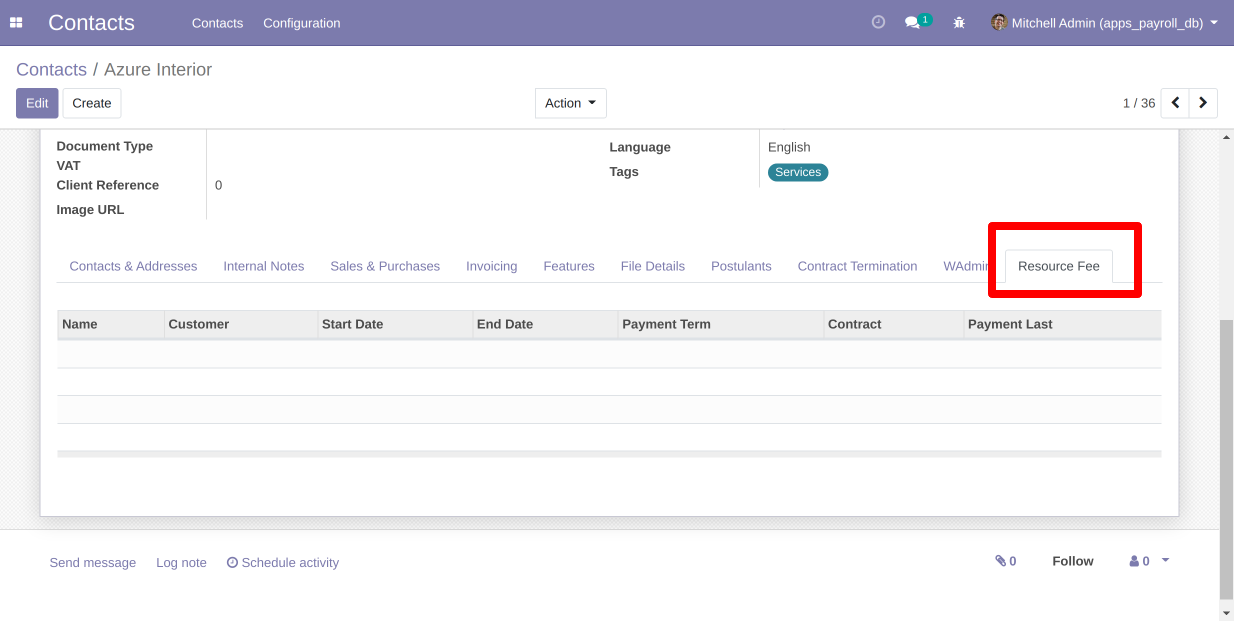 Contacts Contacts Configuration 1 Mitchell Admin (apps_payroll_db)
Contacts / Azure Interior
Edit Create Action 1 / 36
Document Type Language English
VAT
Tags Services
Client Reference 0
Image URL
Contacts & Addresses Internal Notes Sales & Purchases Invoicing Features File Details Postulants Contract Termination WAdmin Resource Fee
Name Customer Start Date End Date Payment Term Contract Payment Last
Send message Log note Schedule activity 0 Follow 0